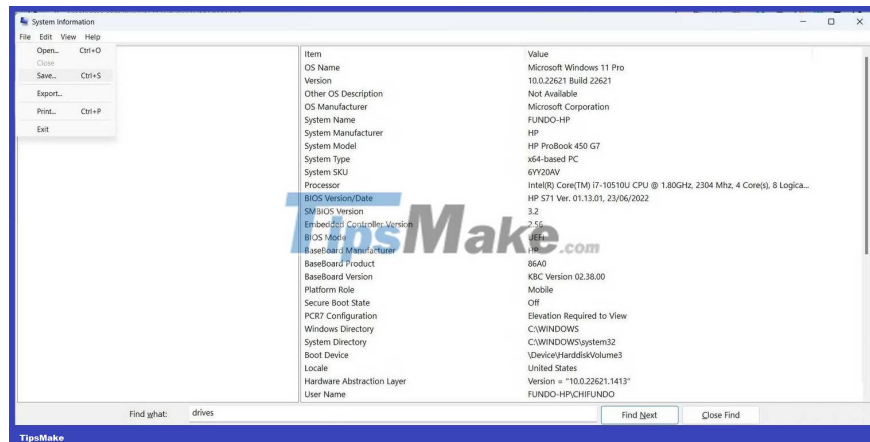 System Information
File Edit View Help
Open... Ctrl+O
Close
Save... Ctrl+S
Export...
Print... Ctrl+P
Exit
Item Value
OS Name Microsoft Windows 11 Pro
Version 10.0.22621 Build 22621
Other OS Description Not Available
OS Manufacturer Microsoft Corporation
System Name FUNDO-HP
System Manufacturer HP
System Model HP ProBook 450 G7
System Type x64-based PC
System SKU 6YY20AV
Processor Intel(R) Core(TM) i7-10510U CPU @ 1.80GHz, 2304 Mhz, 4 Core(s), 8 Logica...
BIOS Version/Date HP S71 Ver. 01.13.01, 23/06/2022
SMBIOS Version 3.2
Embedded Controller Version 2.56
BIOS Mode UEFI
BaseBoard Manufacturer HP
BaseBoard Product 86A0
BaseBoard Version KBC Version 02.38.00
Platform Role Mobile
Secure Boot State Off
PCR7 Configuration Elevation Required to View
Windows Directory C:\WINDOWS
System Directory C:\WINDOWS\system32
Boot Device \Device\HarddiskVolume3
Locale United States
Hardware Abstraction Layer Version = "10.0.22621.1413"
User Name FUNDO-HP\CHIFUNDO
TipsMake.com
Find what: drives Find Next Close Find
TipsMake